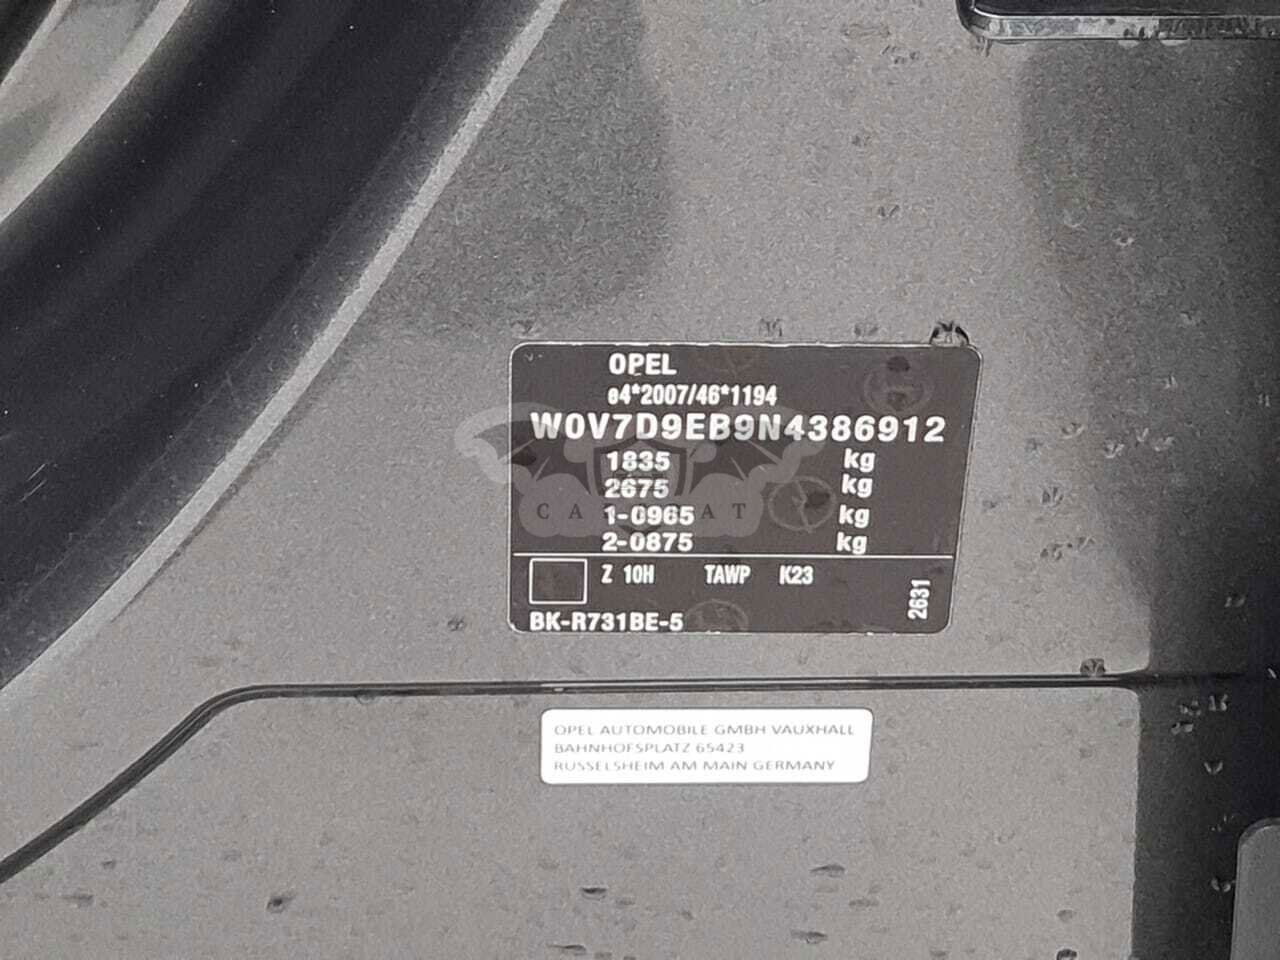 OPEL
e4*2007/46*1194
W0V7D9EB9N4386912
1835 kg
2675 kg
1-0965 kg
2-0875 kg
Z 10H TAWP K23
2631
BK-R731BE-5
OPEL AUTOMOBILE GMBH VAUXHALL
BAHNHOFSPLATZ 65423
RÜSSELSHEIM AM MAIN GERMANY